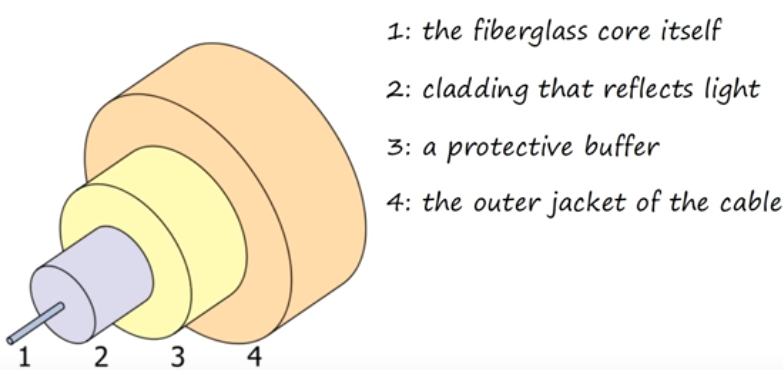 1: the fiberglass core itself
2: cladding that reflects light
3: a protective buffer
4: the outer jacket of the cable
1 2 3 4